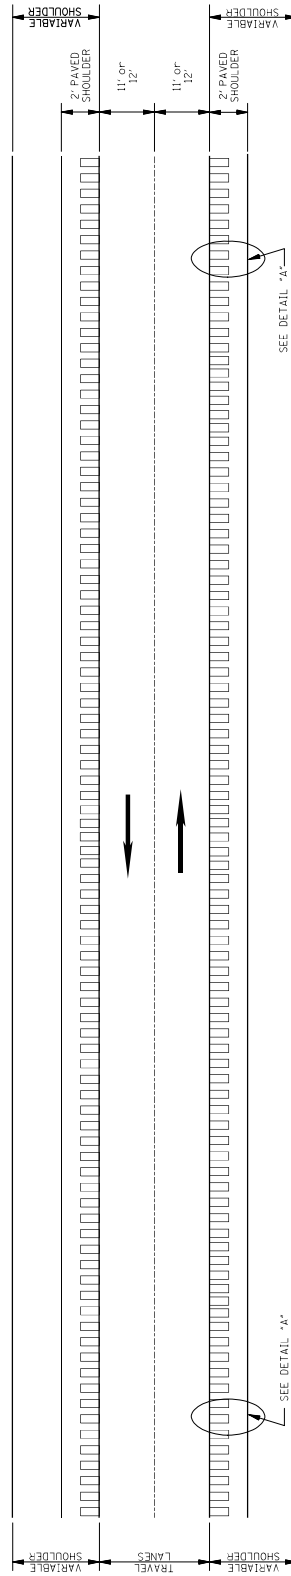 VARIABLE
SHOULDER
VARIABLE
SHOULDER
2' PAVED
SHOULDER
11' or
12'
11' or
12'
2' PAVED
SHOULDER
SEE DETAIL "A"
SEE DETAIL "A"
VARIABLE
SHOULDER
TRAVEL
LANES
VARIABLE
SHOULDER